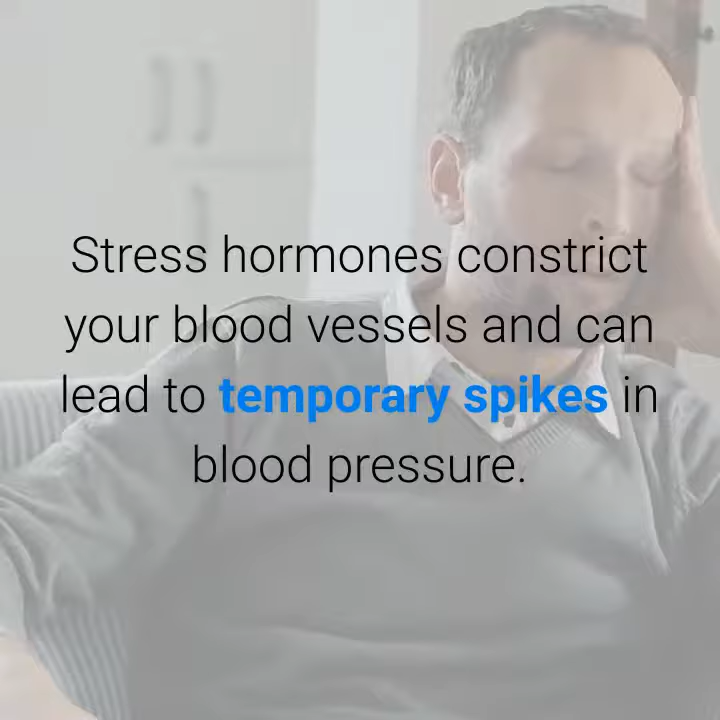 Stress hormones constrict
your blood vessels and can
lead to temporary spikes in
blood pressure.